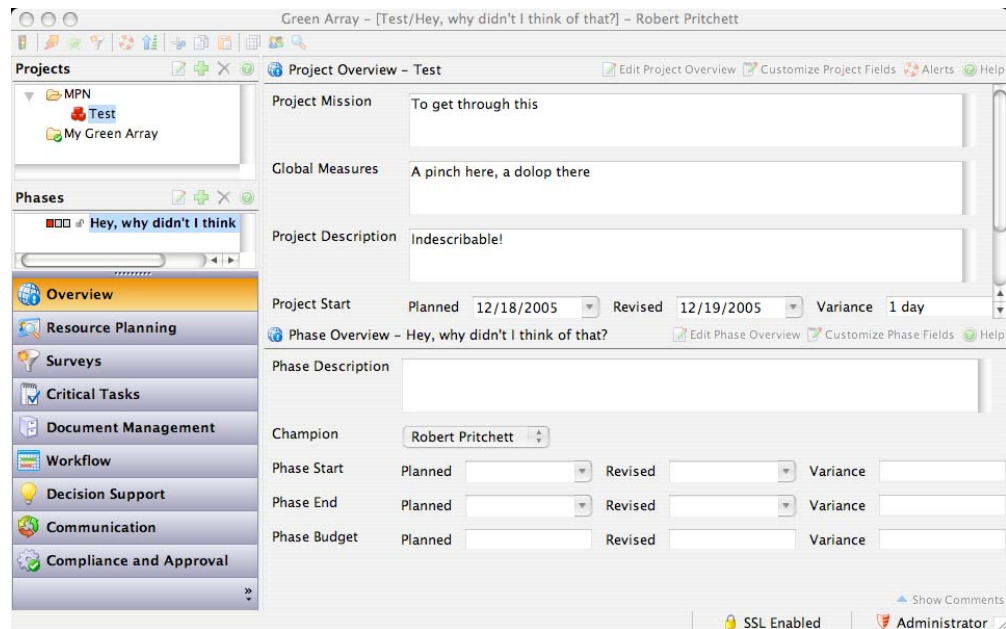 Green Array – [Test/Hey, why didn't I think of that?] – Robert Pritchett
Projects
MPN
Test
My Green Array
Phases
Hey, why didn't I think
Overview
Resource Planning
Surveys
Critical Tasks
Document Management
Workflow
Decision Support
Communication
Compliance and Approval
Project Overview – Test Edit Project Overview Customize Project Fields Alerts Help
Project Mission To get through this
Global Measures A pinch here, a dolop there
Project Description Indescribable!
Project Start Planned 12/18/2005 Revised 12/19/2005 Variance 1 day
Phase Overview – Hey, why didn't I think of that? Edit Phase Overview Customize Phase Fields Help
Phase Description
Champion Robert Pritchett
Phase Start Planned Revised Variance
Phase End Planned Revised Variance
Phase Budget Planned Revised Variance
Show Comments
SSL Enabled Administrator